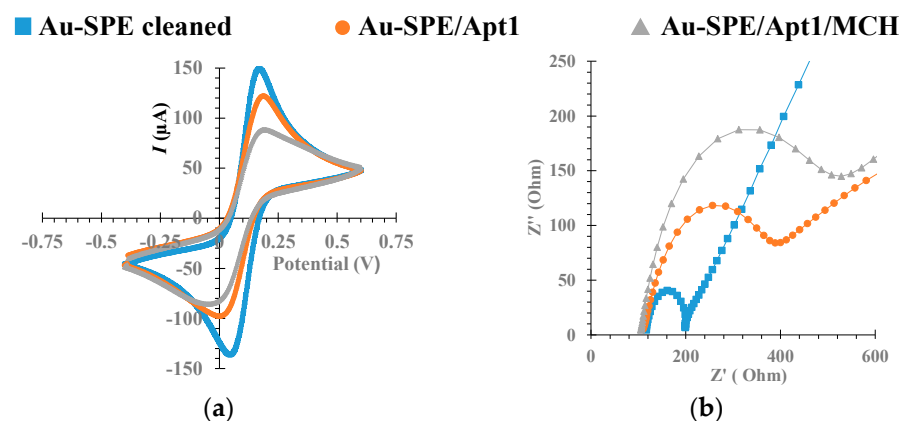 Au-SPE cleaned Au-SPE/Apt1 Au-SPE/Apt1/MCH
150
100
50
0
-50
-100
-150
I (μA)
-0.75 -0.5 -0.25 0 0.25 0.5 0.75
Potential (V)
(a)
250
200
150
100
50
0
Z'' (Ohm)
0 200 400 600
Z' ( Ohm)
(b)